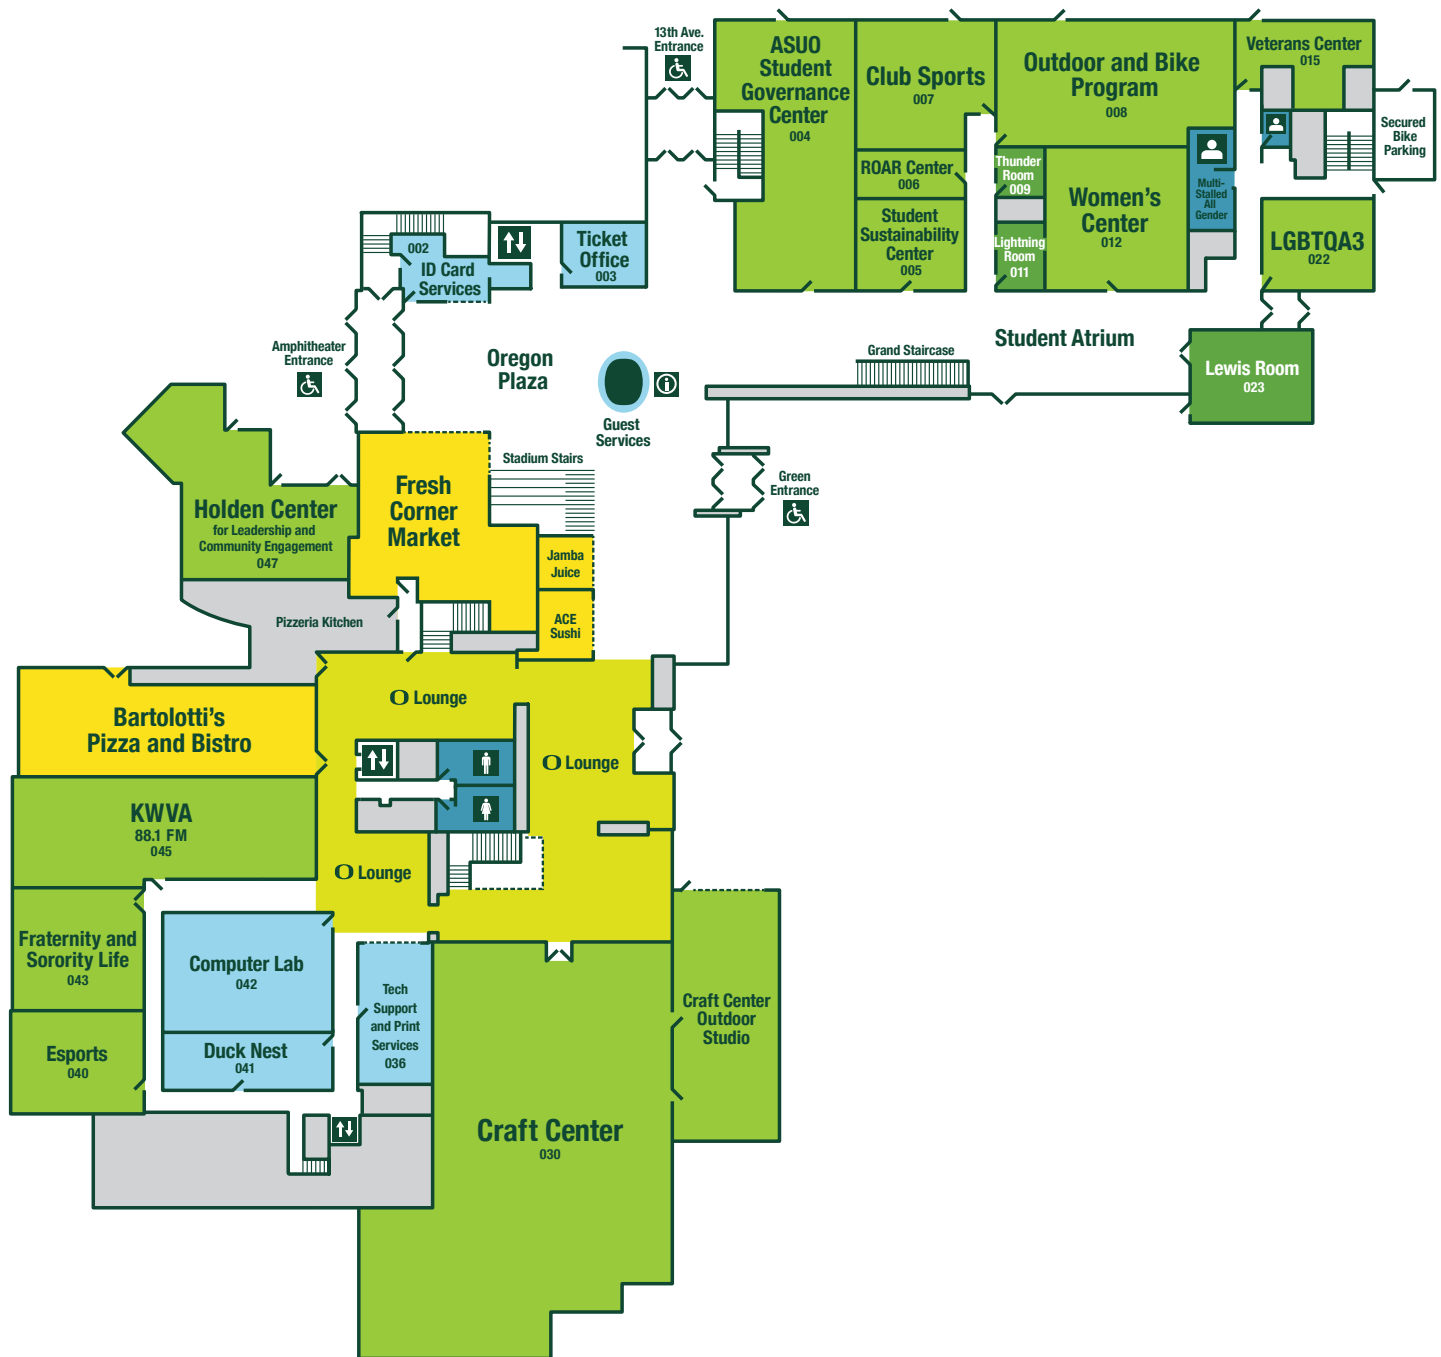 13th Ave.
Entrance
ASUO
Student
Governance
Center
004
Club Sports
007
Outdoor and Bike
Program
008
Veterans Center
015
Secured
Bike
Parking
ROAR Center
006
Thunder
Room
009
Women's
Center
012
Multi-
Stalled
All
Gender
Student
Sustainability
Center
005
Lightning
Room
011
LGBTQA3
022
002
ID Card
Services
Ticket
Office
003
Amphitheater
Entrance
Oregon
Plaza
Guest
Services
Grand Staircase
Student Atrium
Lewis Room
023
Stadium Stairs
Green
Entrance
Holden Center
for Leadership and
Community Engagement
047
Fresh
Corner
Market
Jamba
Juice
ACE
Sushi
Pizzeria Kitchen
O Lounge
Bartolotti's
Pizza and Bistro
O Lounge
KWVA
88.1 FM
045
O Lounge
Fraternity and
Sorority Life
043
Computer Lab
042
Tech
Support
and Print
Services
036
Craft Center
Outdoor
Studio
Esports
040
Duck Nest
041
Craft Center
030